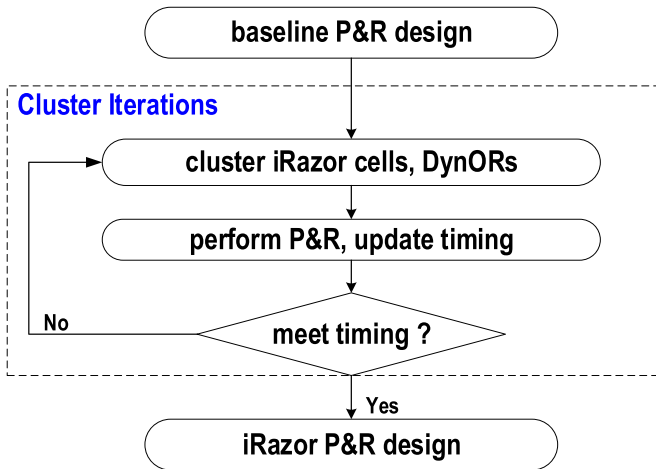 baseline P&R design
Cluster Iterations
cluster iRazor cells, DynORs
perform P&R, update timing
No
meet timing ?
Yes
iRazor P&R design